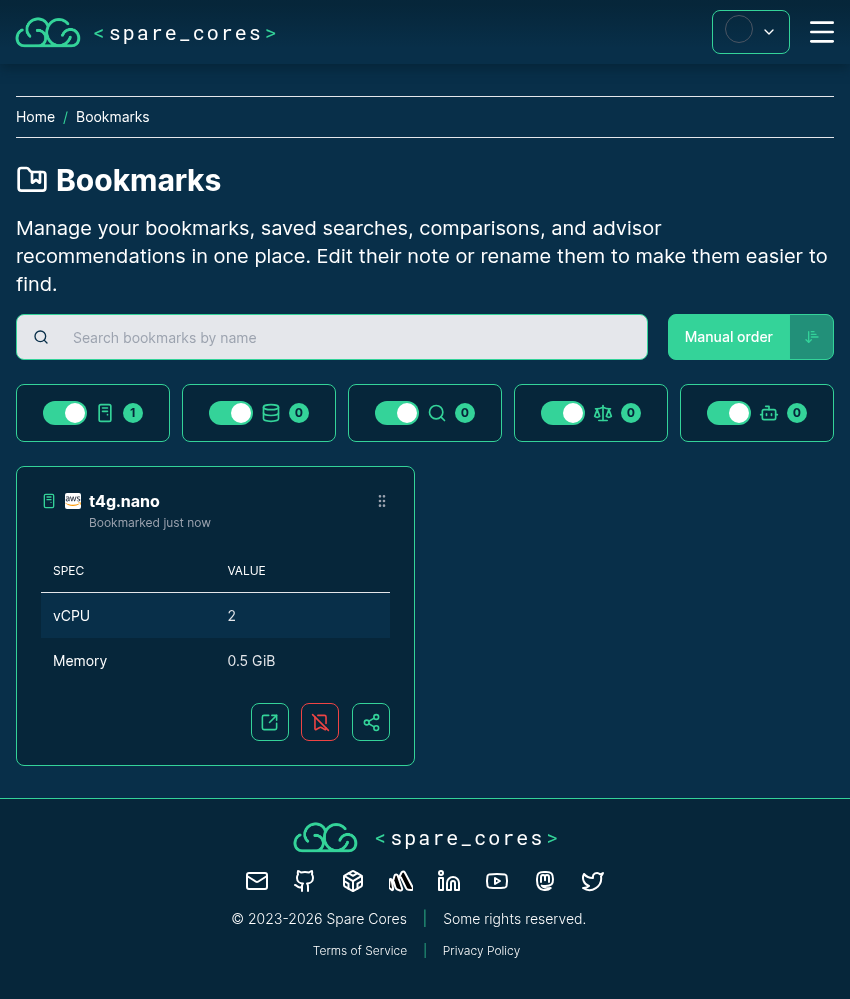 <spare_cores>
Home / Bookmarks
Bookmarks
Manage your bookmarks, saved searches, comparisons, and advisor
recommendations in one place. Edit their note or rename them to make them easier to
find.
Search bookmarks by name
Manual order
1
0
0
0
0
aws t4g.nano
Bookmarked just now
SPEC VALUE
vCPU 2
Memory 0.5 GiB
<spare_cores>
© 2023-2026 Spare Cores | Some rights reserved.
Terms of Service | Privacy Policy